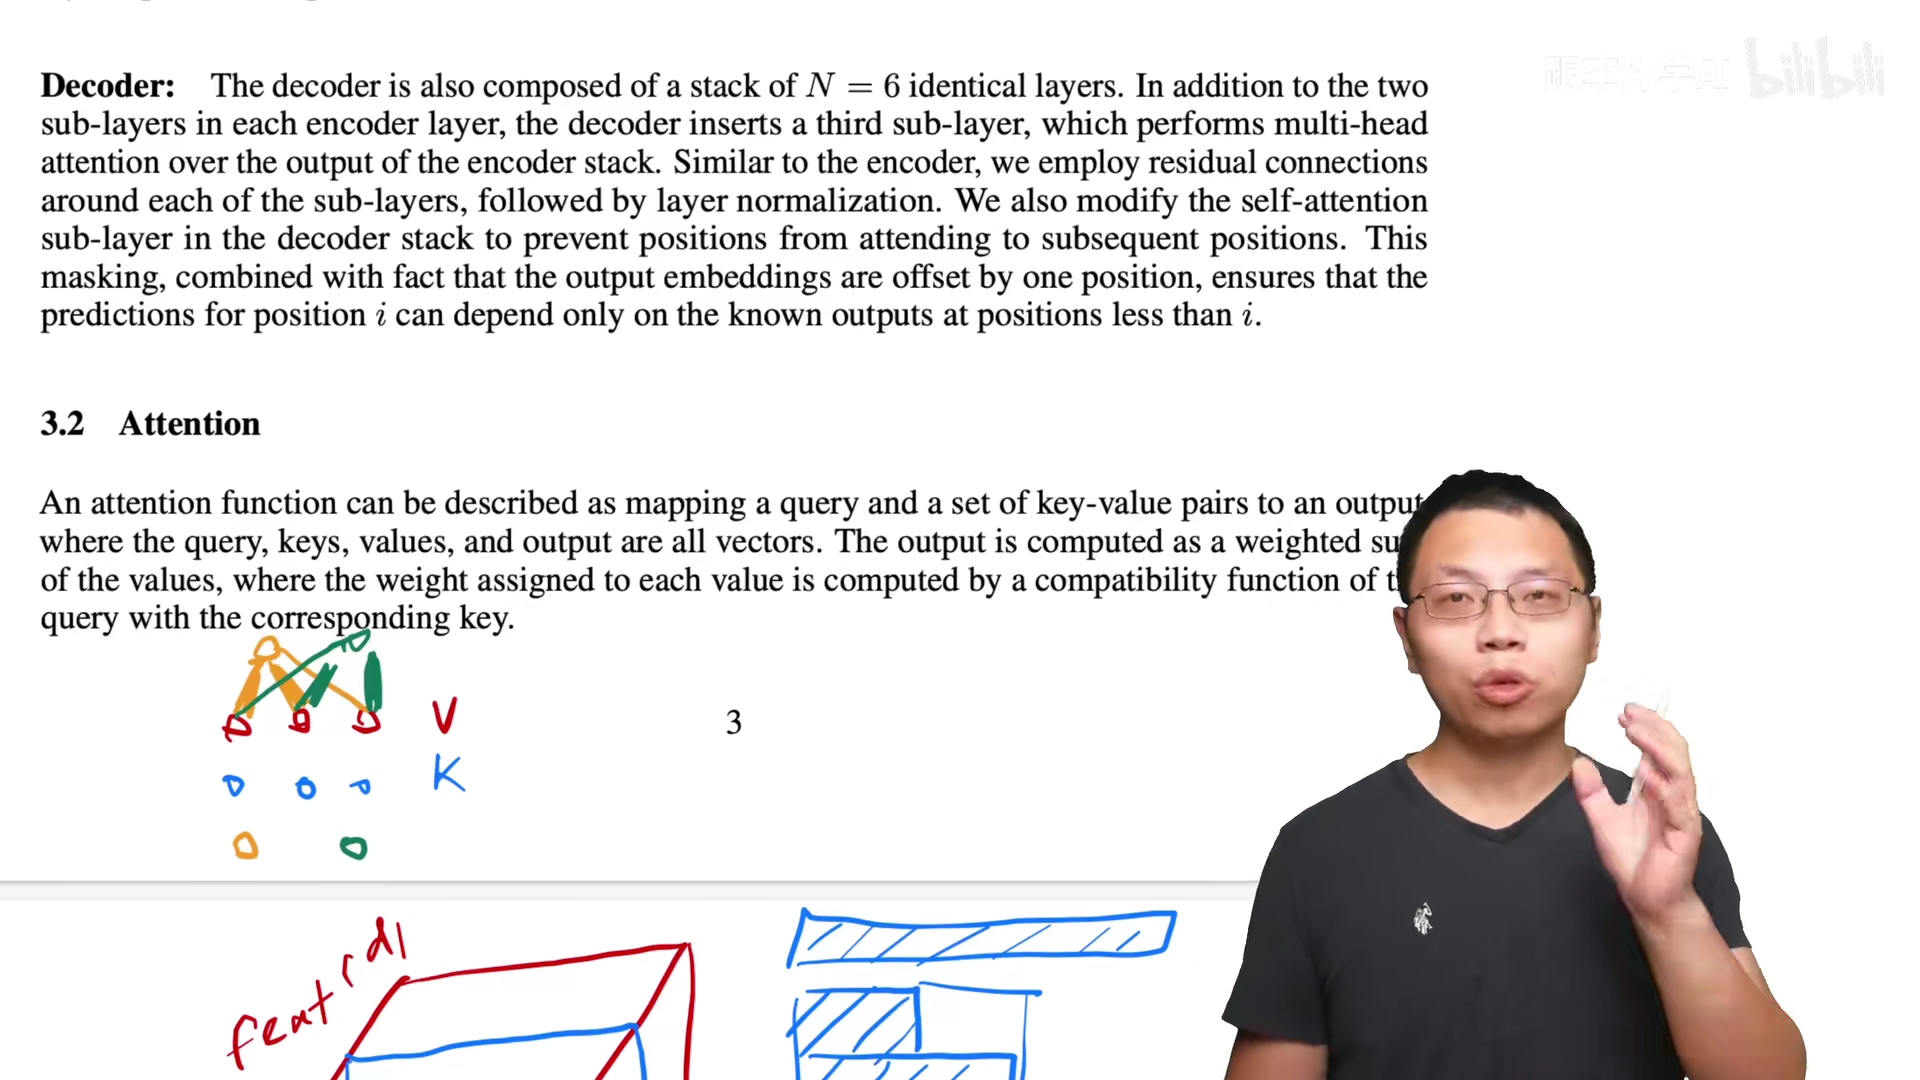 跟李沐学AI bilibili
Decoder: The decoder is also composed of a stack of N = 6 identical layers. In addition to the two
sub-layers in each encoder layer, the decoder inserts a third sub-layer, which performs multi-head
attention over the output of the encoder stack. Similar to the encoder, we employ residual connections
around each of the sub-layers, followed by layer normalization. We also modify the self-attention
sub-layer in the decoder stack to prevent positions from attending to subsequent positions. This
masking, combined with fact that the output embeddings are offset by one position, ensures that the
predictions for position i can depend only on the known outputs at positions less than i.
3.2 Attention
An attention function can be described as mapping a query and a set of key-value pairs to an output
where the query, keys, values, and output are all vectors. The output is computed as a weighted su
of the values, where the weight assigned to each value is computed by a compatibility function of t
query with the corresponding key.
V
3
K
feat (d)